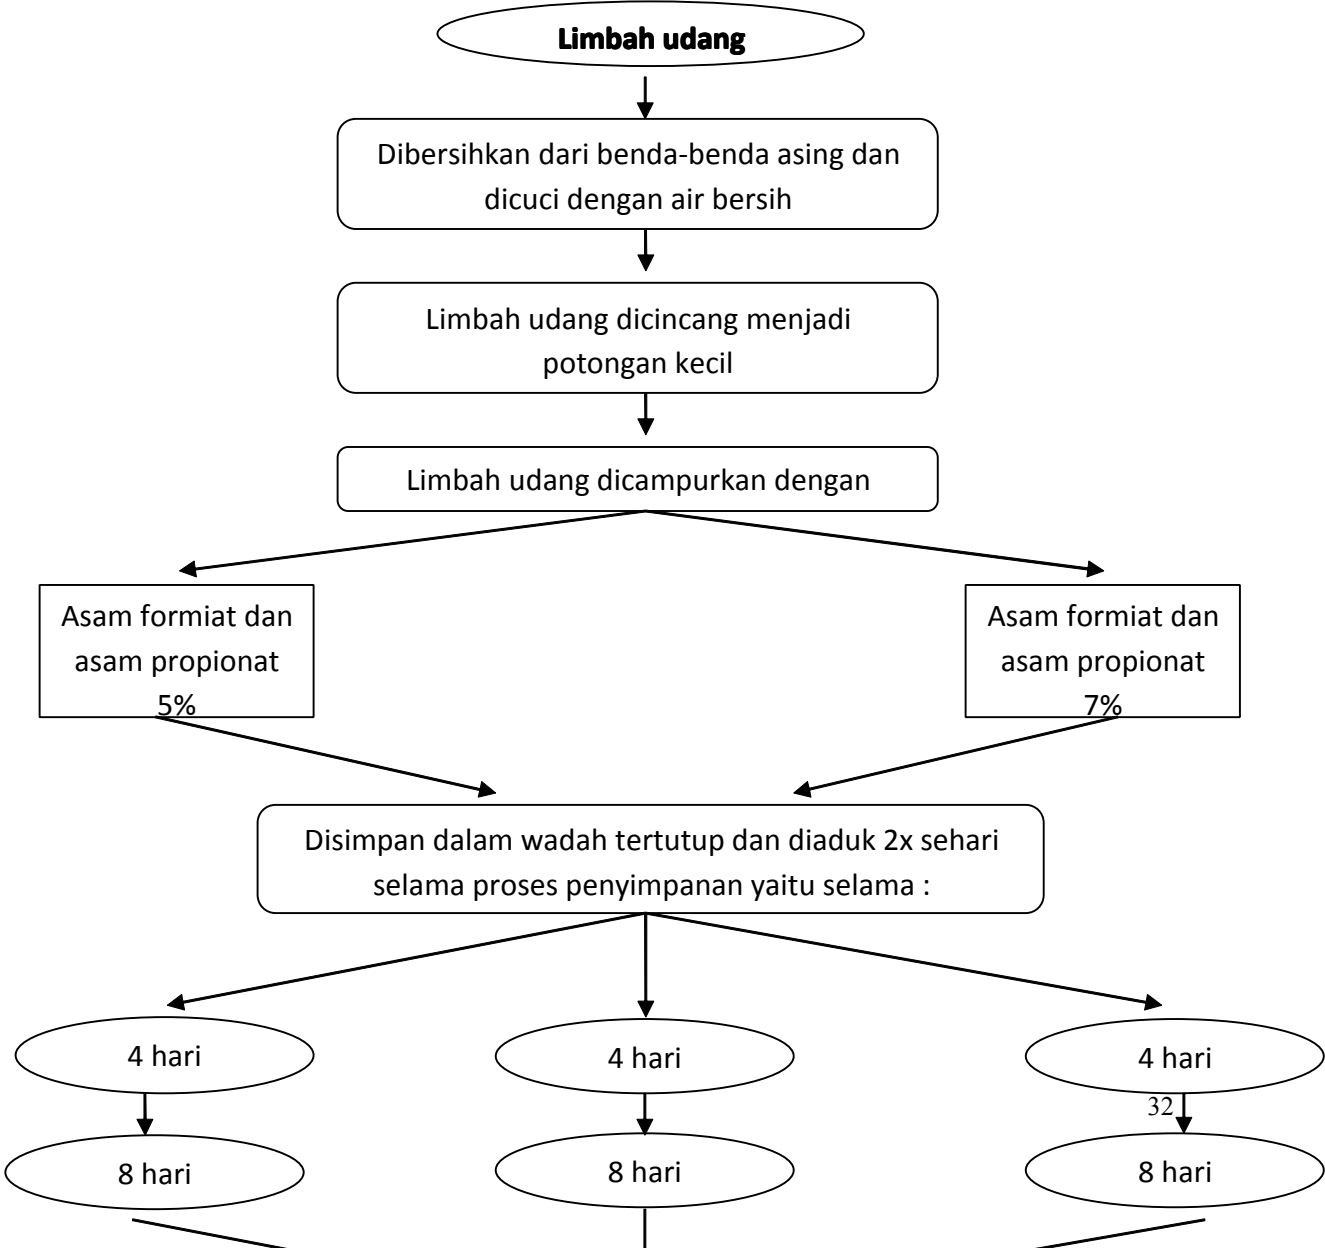 Limbah udang
Dibersihkan dari benda-benda asing dan
dicuci dengan air bersih
Limbah udang dicincang menjadi
potongan kecil
Limbah udang dicampurkan dengan
Asam formiat dan
asam propionat
5%
Asam formiat dan
asam propionat
7%
Disimpan dalam wadah tertutup dan diaduk 2x sehari
selama proses penyimpanan yaitu selama :
4 hari
4 hari
4 hari
32
8 hari
8 hari
8 hari